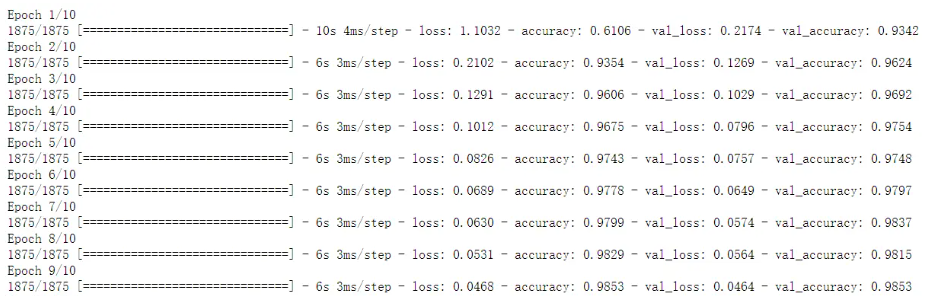 Epoch 1/10
1875/1875 [==============================] - 10s 4ms/step - loss: 1.1032 - accuracy: 0.6106 - val_loss: 0.2174 - val_accuracy: 0.9342
Epoch 2/10
1875/1875 [==============================] - 6s 3ms/step - loss: 0.2102 - accuracy: 0.9354 - val_loss: 0.1269 - val_accuracy: 0.9624
Epoch 3/10
1875/1875 [==============================] - 6s 3ms/step - loss: 0.1291 - accuracy: 0.9606 - val_loss: 0.1029 - val_accuracy: 0.9692
Epoch 4/10
1875/1875 [==============================] - 6s 3ms/step - loss: 0.1012 - accuracy: 0.9675 - val_loss: 0.0796 - val_accuracy: 0.9754
Epoch 5/10
1875/1875 [==============================] - 6s 3ms/step - loss: 0.0826 - accuracy: 0.9743 - val_loss: 0.0757 - val_accuracy: 0.9748
Epoch 6/10
1875/1875 [==============================] - 6s 3ms/step - loss: 0.0689 - accuracy: 0.9778 - val_loss: 0.0649 - val_accuracy: 0.9797
Epoch 7/10
1875/1875 [==============================] - 6s 3ms/step - loss: 0.0630 - accuracy: 0.9799 - val_loss: 0.0574 - val_accuracy: 0.9837
Epoch 8/10
1875/1875 [==============================] - 6s 3ms/step - loss: 0.0531 - accuracy: 0.9829 - val_loss: 0.0564 - val_accuracy: 0.9815
Epoch 9/10
1875/1875 [==============================] - 6s 3ms/step - loss: 0.0468 - accuracy: 0.9853 - val_loss: 0.0464 - val_accuracy: 0.9853